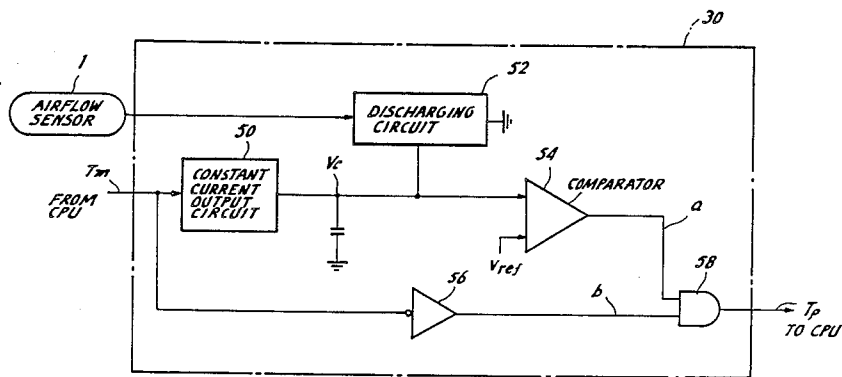 30
1
AIRFLOW
SENSOR
52
DISCHARGING
CIRCUIT
50
Tm
FROM
CPU
CONSTANT
CURRENT
OUTPUT
CIRCUIT
Vc
54
COMPARATOR
Vref
a
56
b
58
Tp
TO CPU